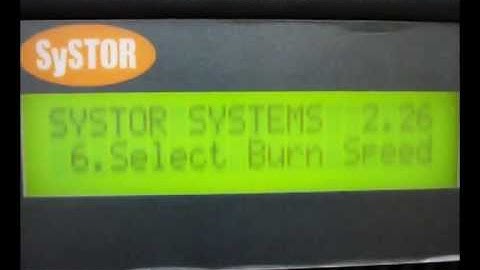 SySTOR
SYSTOR SYSTEMS 2.26
6.Select Burn Speed